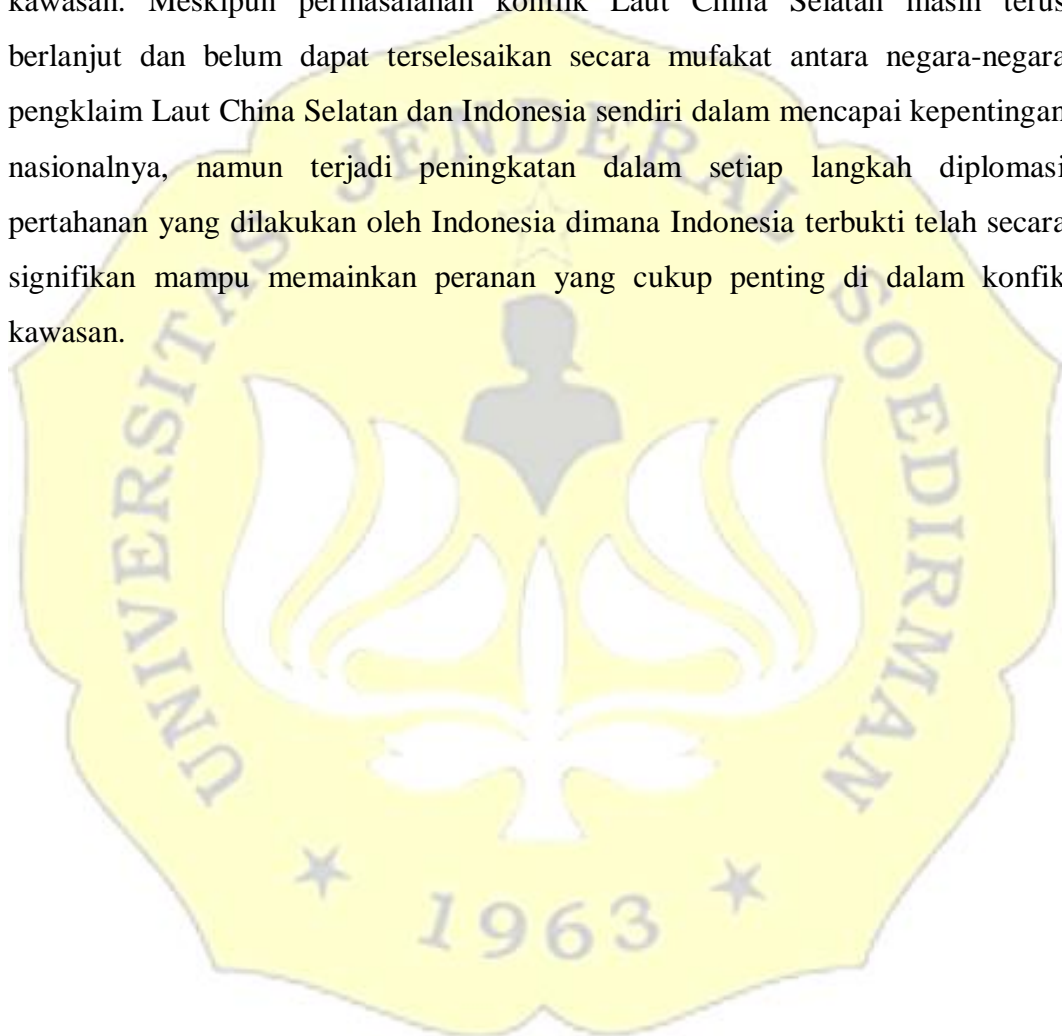 kawasan. Meskipun permasalahan konflik Laut China Selatan masih terus
berlanjut dan belum dapat terselesaikan secara mufakat antara negara-negara
pengklaim Laut China Selatan dan Indonesia sendiri dalam mencapai kepentingan
nasionalnya, namun terjadi peningkatan dalam setiap langkah diplomasi
pertahanan yang dilakukan oleh Indonesia dimana Indonesia terbukti telah secara
signifikan mampu memainkan peranan yang cukup penting di dalam konfik
kawasan.
UNIVERSITAS JENDERAL SOEDIRMAN
1963